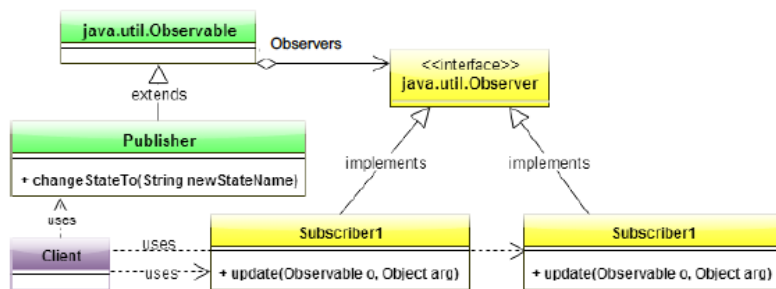 java.util.Observable
Observers
<<interface>>
java.util.Observer
extends
Publisher
+ changeStateTo(String newStateName)
implements
implements
uses
Client
uses
uses
Subscriber1
+ update(Observable o, Object arg)
Subscriber1
+ update(Observable o, Object arg)